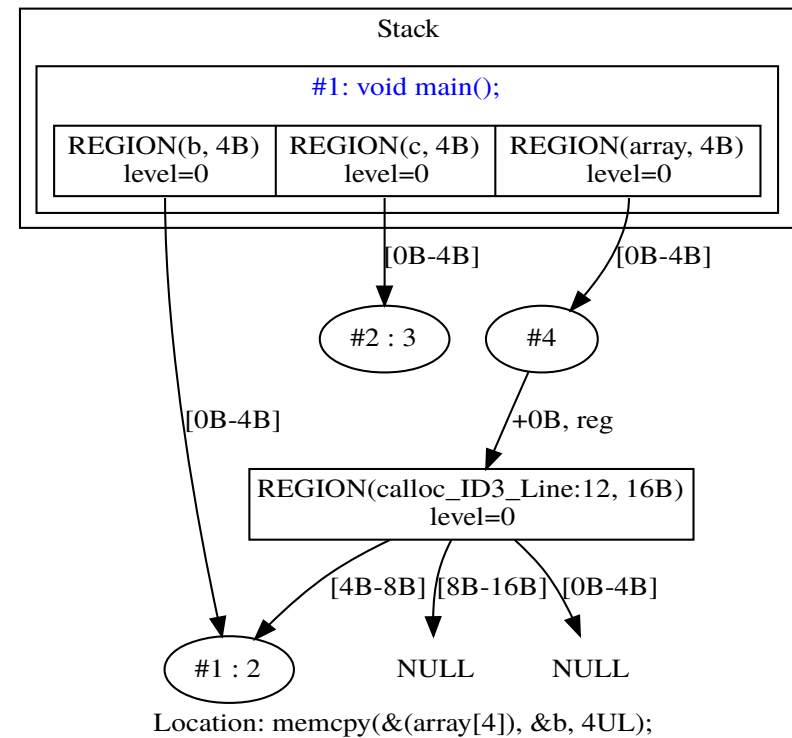 Stack
#1: void main();
REGION(b, 4B)
level=0
REGION(c, 4B)
level=0
REGION(array, 4B)
level=0
[0B-4B]
[0B-4B]
#2 : 3
#4
[0B-4B]
+0B, reg
REGION(calloc_ID3_Line:12, 16B)
level=0
[4B-8B]
[8B-16B]
[0B-4B]
#1 : 2
NULL
NULL
Location: memcpy(&(array[4]), &b, 4UL);